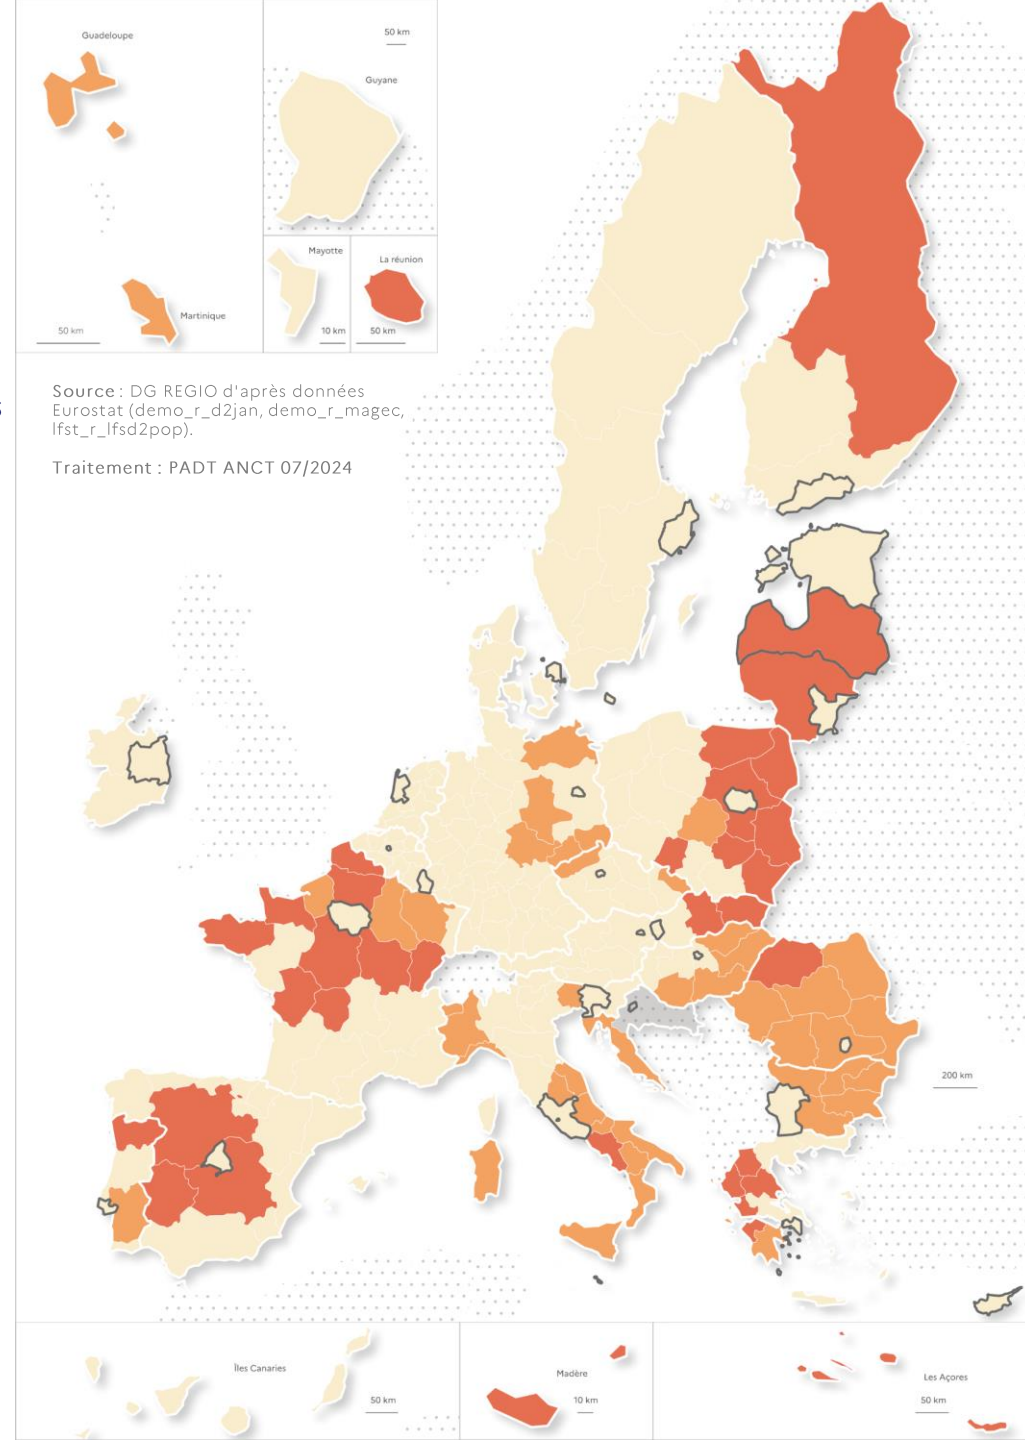 Guadeloupe
50 km
Guyane
Mayotte
La réunion
Martinique
50 km
10 km
50 km
Source : DG REGIO d'après données
Eurostat (demo_r_d2jan, demo_r_magec,
lfst_r_lfsd2pop).
Traitement : PADT ANCT 07/2024
200 km
Îles Canaries
50 km
Madère
10 km
Les Açores
50 km